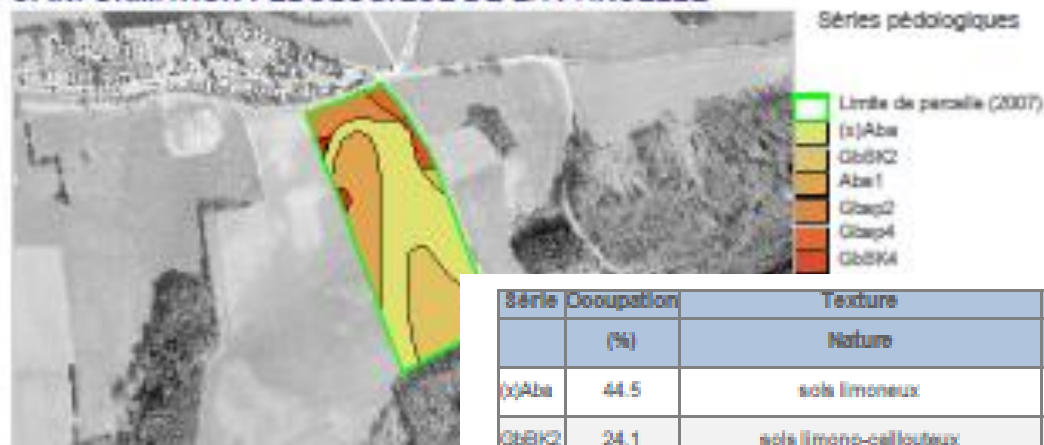 Séries pédologiques
Limite de parcelle (2007)
(x)Aba
GbBK2
Aba1
Gbap2
Gbap4
GbBK4
Série Occupation Texture
(%) Nature
(x)Aba 44.5 sols limoneux
GbBK2 24.1 sols limono-caillouteux